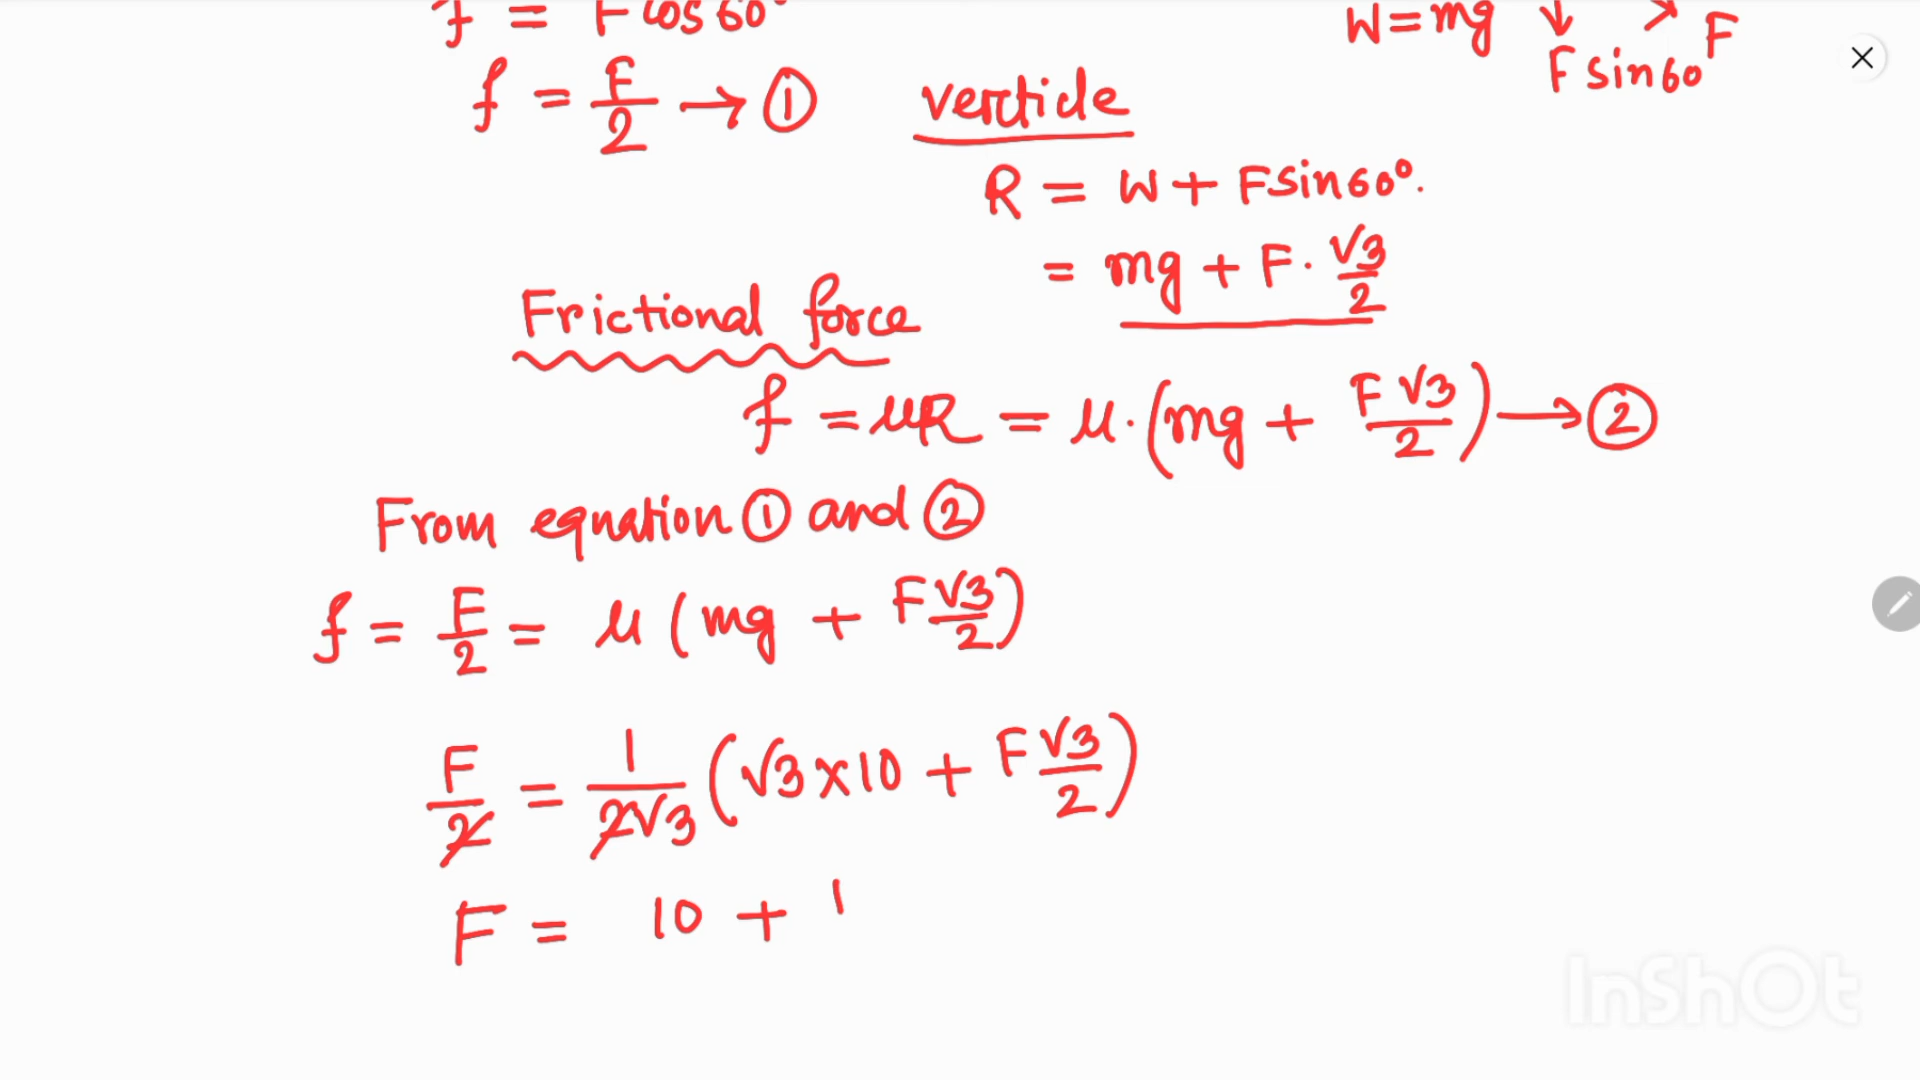 f = F cos 60°
W = mg ↓ F
F sin 60
f = F/2 → ①
verticle
R = W + F sin 60°.
= mg + F · √3/2
Frictional force
f = μR = μ · (mg + F√3/2) → ②
From equation ① and ②
f = F/2 = μ (mg + F√3/2)
F/2 = 1/2√3 (√3 × 10 + F√3/2)
F = 10 + 1
InShOt